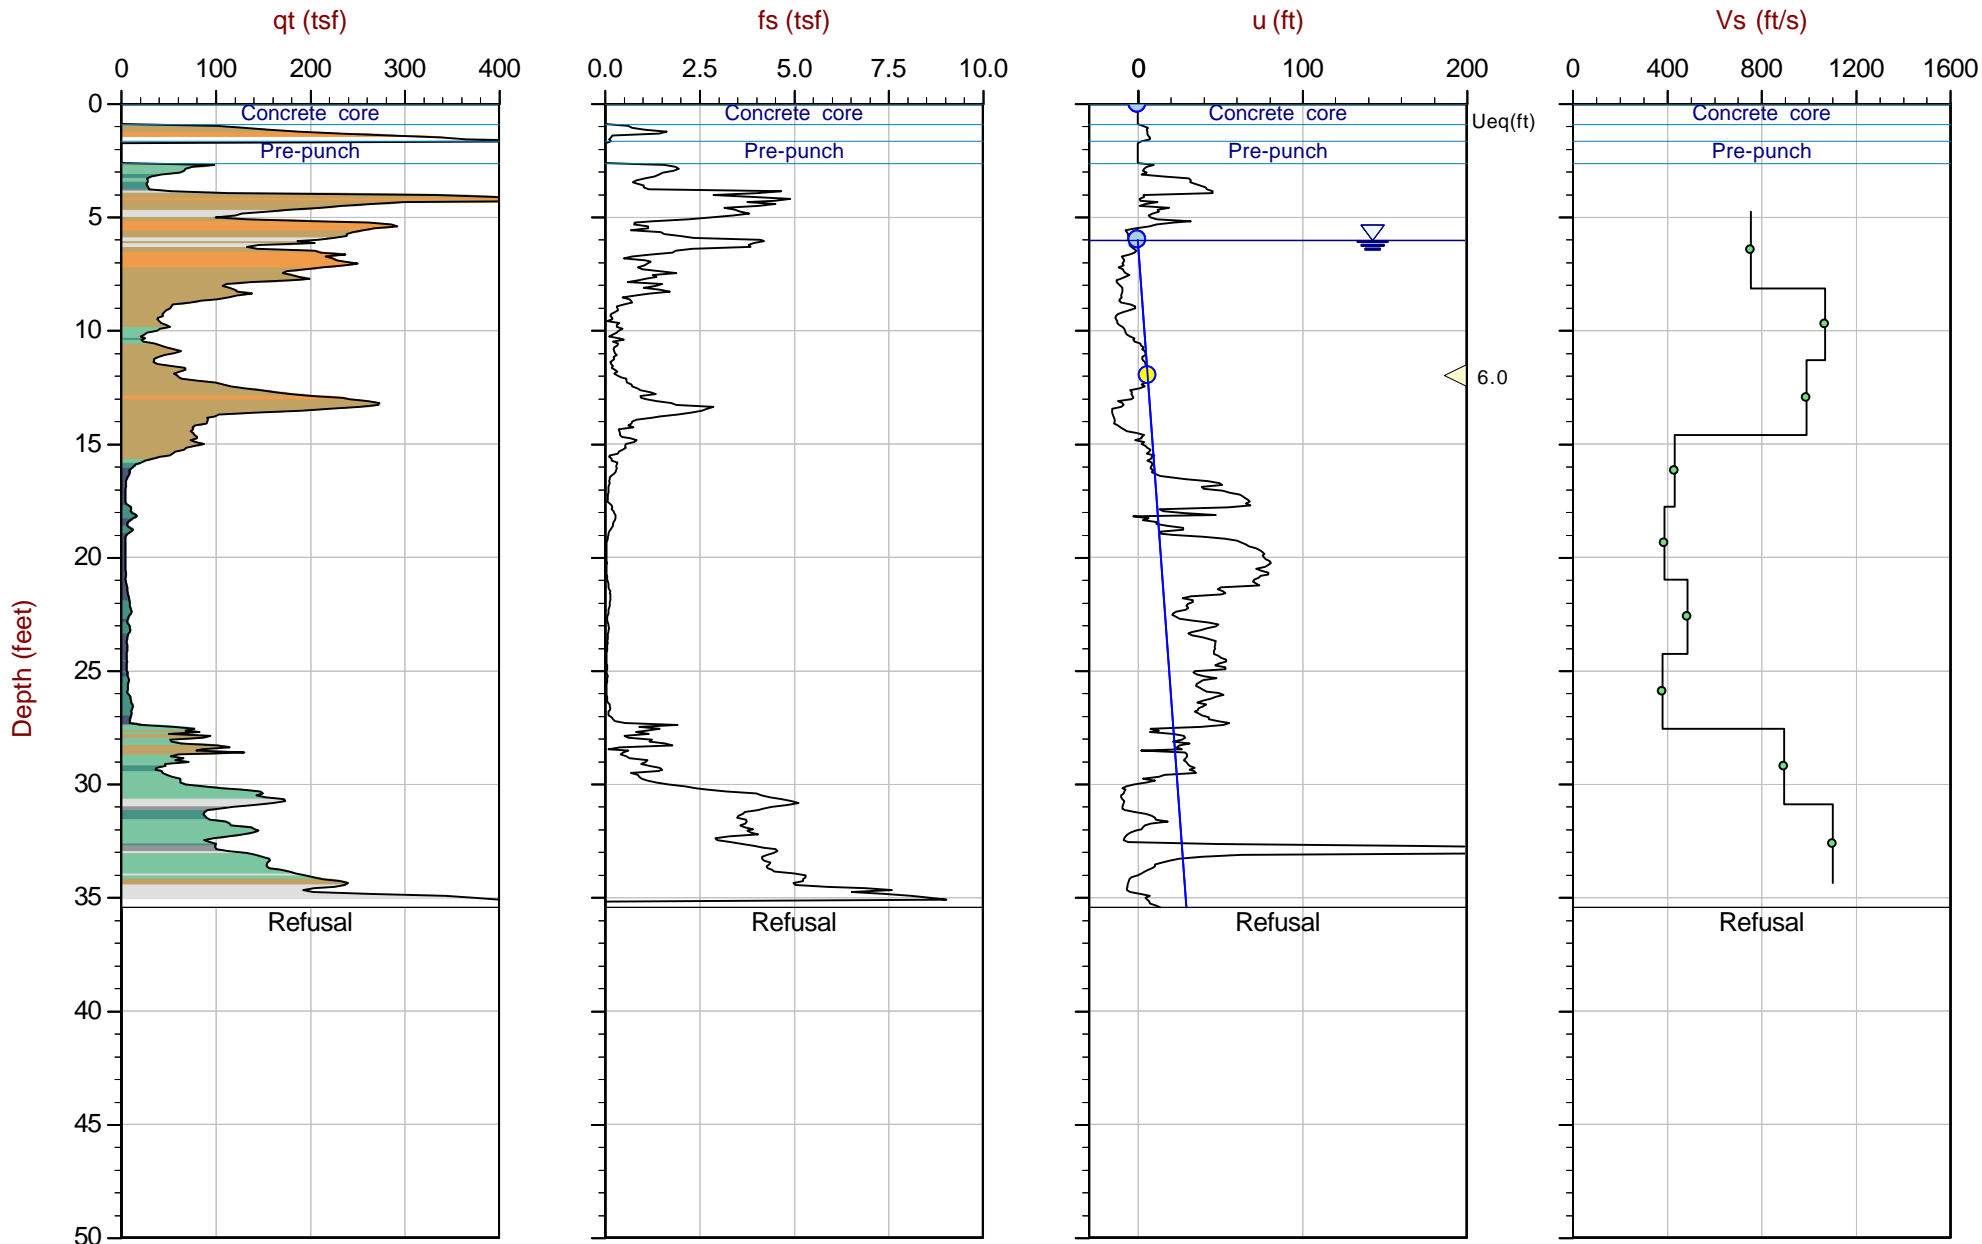 qt (tsf) fs (tsf) u (ft) Vs (ft/s)
0 100 200 300 400 0.0 2.5 5.0 7.5 10.0 0 100 200 0 400 800 1200 1600
0
Concrete core Concrete core Concrete core Concrete core
Ueq(ft)
Pre-punch Pre-punch Pre-punch Pre-punch
5
10
6.0
15
20
25
Depth (feet)
30
35
Refusal Refusal Refusal Refusal
40
45
50